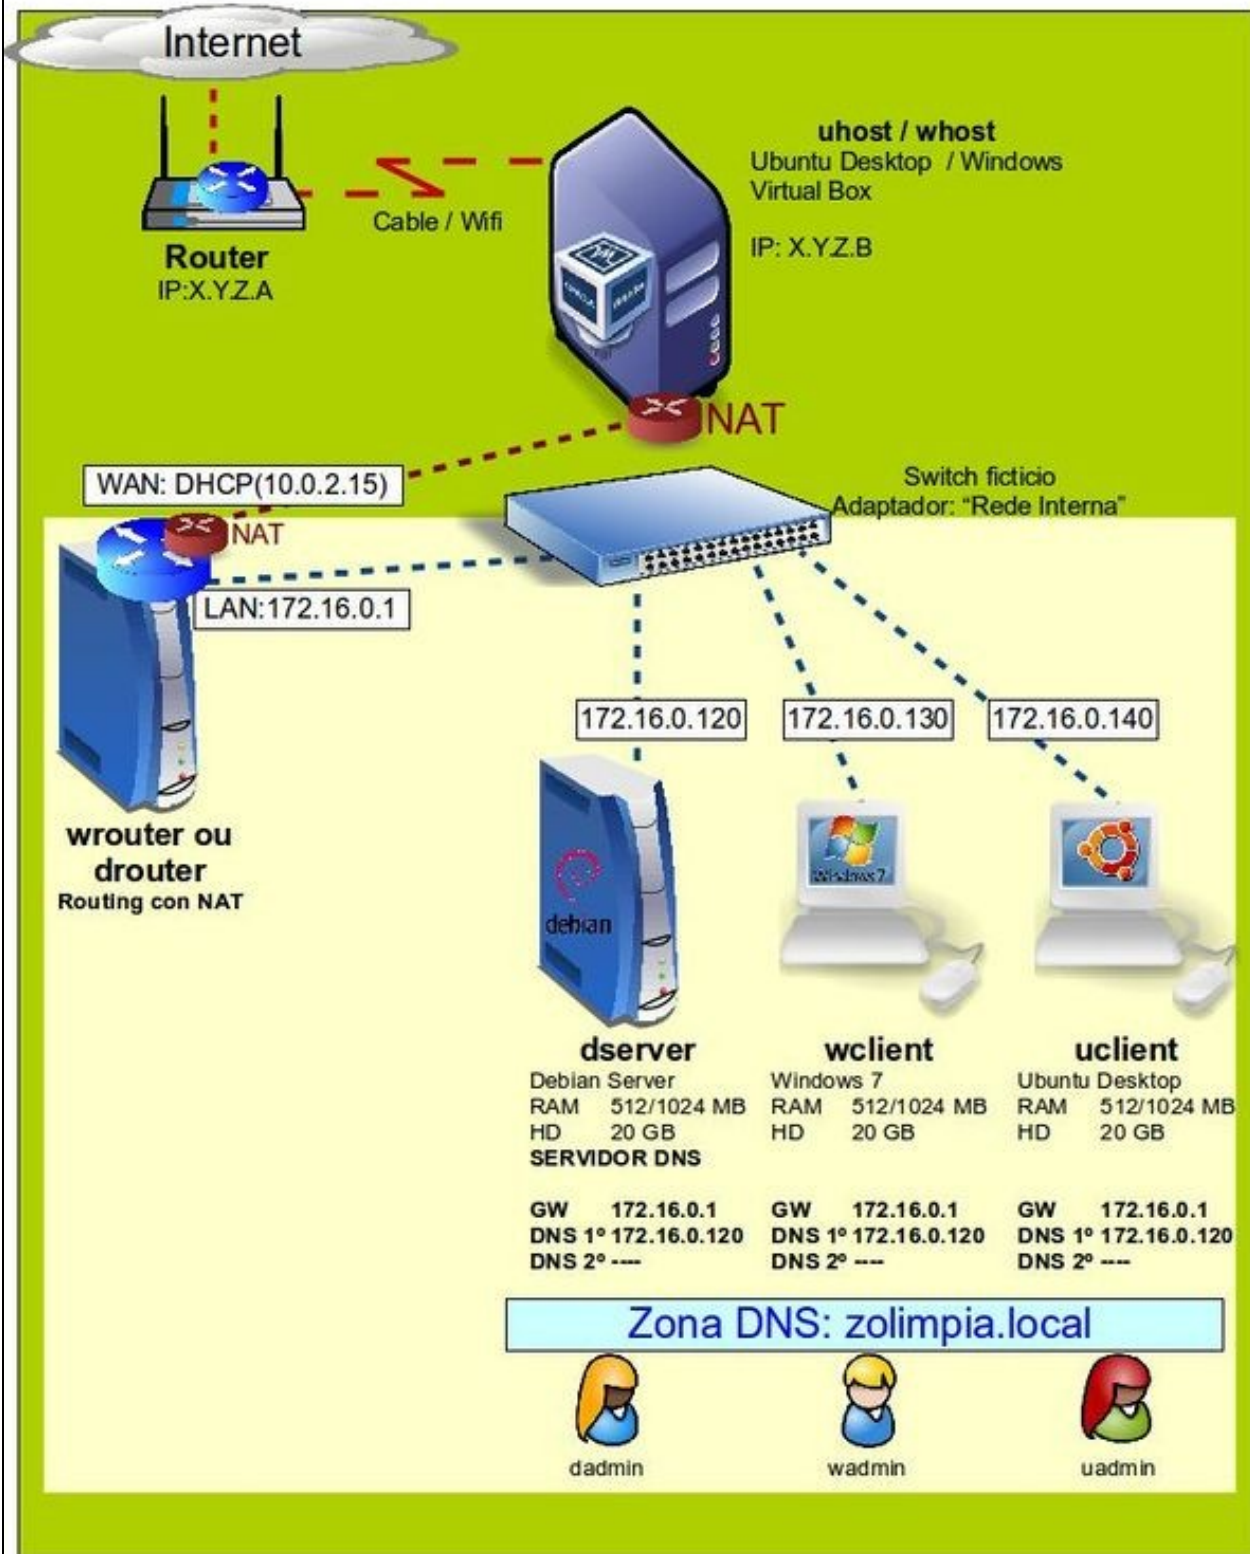 Internet
Router
IP:X.Y.Z.A
Cable / Wifi
uhost / whost
Ubuntu Desktop / Windows
Virtual Box
IP: X.Y.Z.B
NAT
WAN: DHCP(10.0.2.15)
NAT
LAN:172.16.0.1
Switch ficticio
Adaptador: “Rede Interna”
wrouter ou
drouter
Routing con NAT
172.16.0.120
172.16.0.130
172.16.0.140
debian
Windows 7
dserver
Debian Server
RAM 512/1024 MB
HD 20 GB
SERVIDOR DNS
GW 172.16.0.1
DNS 1º 172.16.0.120
DNS 2º ----
wclient
Windows 7
RAM 512/1024 MB
HD 20 GB
GW 172.16.0.1
DNS 1º 172.16.0.120
DNS 2º ----
uclient
Ubuntu Desktop
RAM 512/1024 MB
HD 20 GB
GW 172.16.0.1
DNS 1º 172.16.0.120
DNS 2º ----
Zona DNS: zolimpia.local
dadmin
wadmin
uadmin